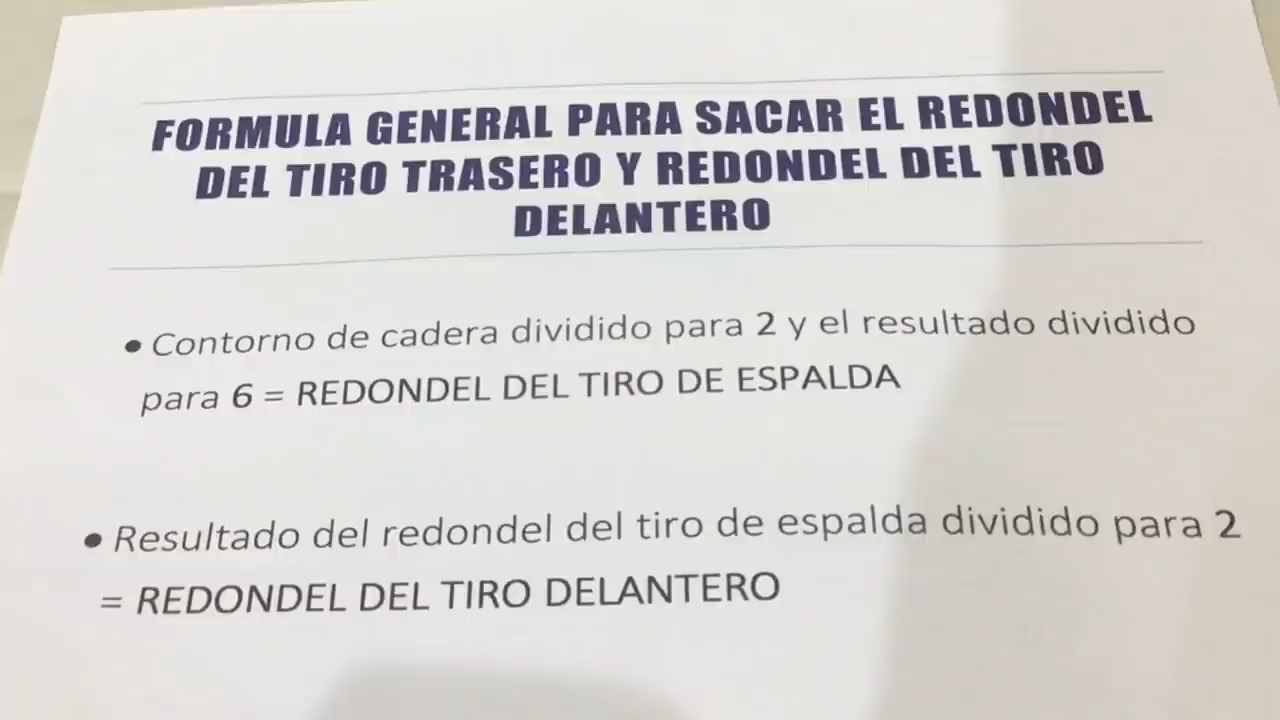 FORMULA GENERAL PARA SACAR EL REDONDEL
DEL TIRO TRASERO Y REDONDEL DEL TIRO
DELANTERO
• Contorno de cadera dividido para 2 y el resultado dividido
para 6 = REDONDEL DEL TIRO DE ESPALDA
• Resultado del redondel del tiro de espalda dividido para 2
= REDONDEL DEL TIRO DELANTERO